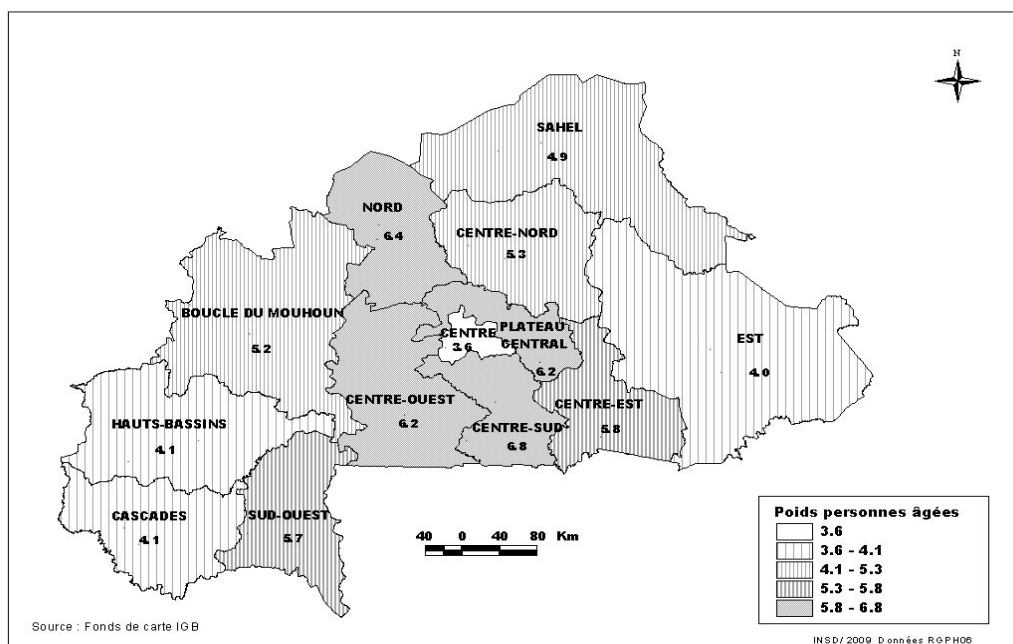 N
SAHEL
4.9
NORD
6.4
CENTRE-NORD
5.3
BOUCLE DU MOUHOUN
5.2
CENTRE
3.6
PLATEAU
CENTRAL
6.2
EST
4.0
CENTRE-OUEST
6.2
CENTRE-EST
5.8
HAUTS-BASSINS
4.1
CENTRE-SUD
6.8
CASCADES
4.1
SUD-OUEST
5.7
40 0 40 80 Km
Poids personnes âgées
3.6
3.6 - 4.1
4.1 - 5.3
5.3 - 5.8
5.8 - 6.8
Source : Fonds de carte IGB
INSD/ 2009 Données RGPH06